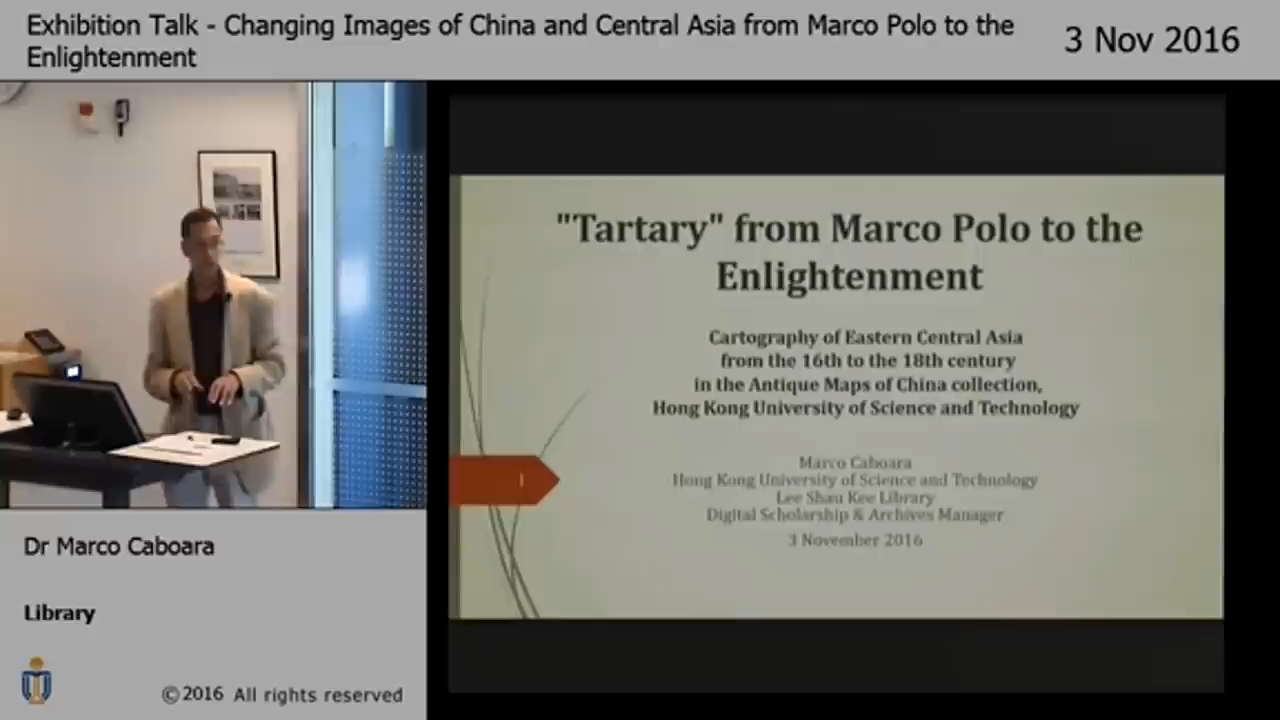 Exhibition Talk - Changing Images of China and Central Asia from Marco Polo to the
Enlightenment
3 Nov 2016
"Tartary" from Marco Polo to the
Enlightenment
Cartography of Eastern Central Asia
from the 16th to the 18th century
in the Antique Maps of China collection,
Hong Kong University of Science and Technology
1
Marco Caboara
Hong Kong University of Science and Technology
Lee Shau Kee Library
Digital Scholarship & Archives Manager
3 November 2016
Dr Marco Caboara
Library
©2016 All rights reserved